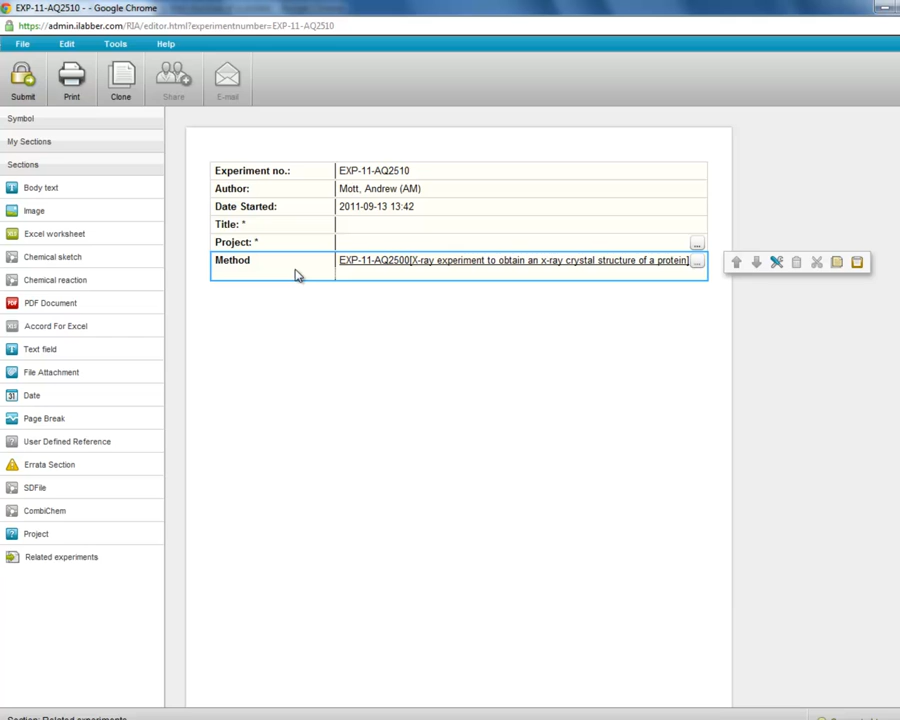 EXP-11-AQ2510 - - Google Chrome
https://admin.ilabber.com/RIA/editor.html?experimentnumber=EXP-11-AQ2510
File Edit Tools Help
Submit Print Clone Share E-mail
Symbol
My Sections
Sections
Body text
Image
Excel worksheet
Chemical sketch
Chemical reaction
PDF Document
Accord For Excel
Text field
File Attachment
Date
Page Break
User Defined Reference
Errata Section
SDFile
CombiChem
Project
Related experiments
Experiment no.: EXP-11-AQ2510
Author: Mott, Andrew (AM)
Date Started: 2011-09-13 13:42
Title: *
Project: * ...
Method EXP-11-AQ2500[X-ray experiment to obtain an x-ray crystal structure of a protein] ...
Section: Related experiments